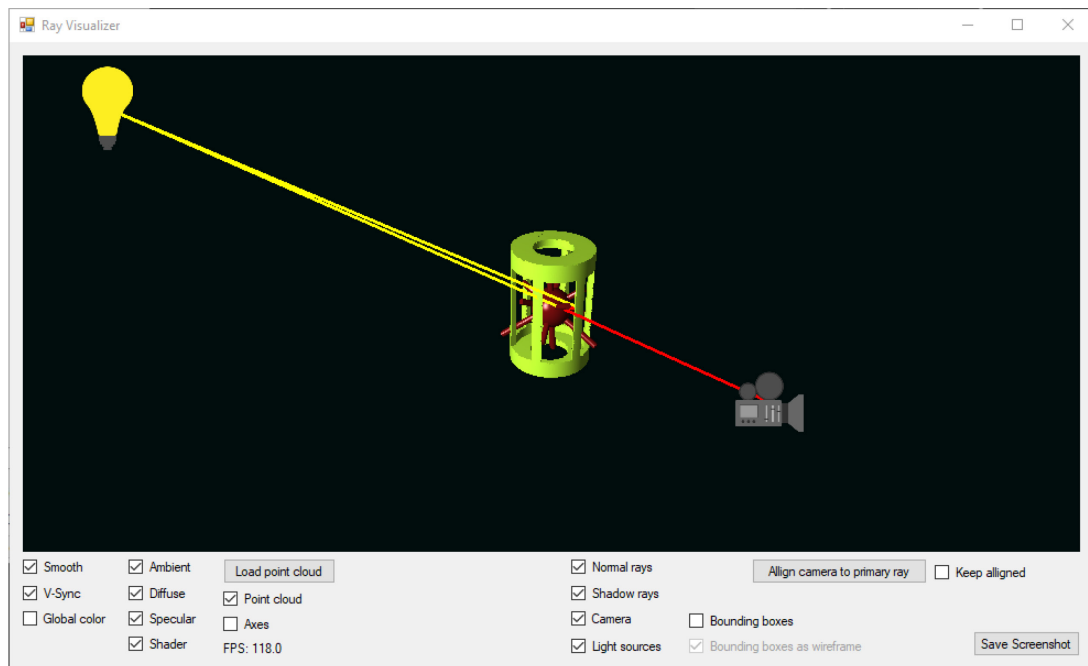 Ray Visualizer
Smooth
Ambient
Load point cloud
Normal rays
Align camera to primary ray
Keep alligned
V-Sync
Diffuse
Point cloud
Shadow rays
Global color
Specular
Axes
Camera
Bounding boxes
Shader
FPS: 118.0
Light sources
Bounding boxes as wireframe
Save Screenshot